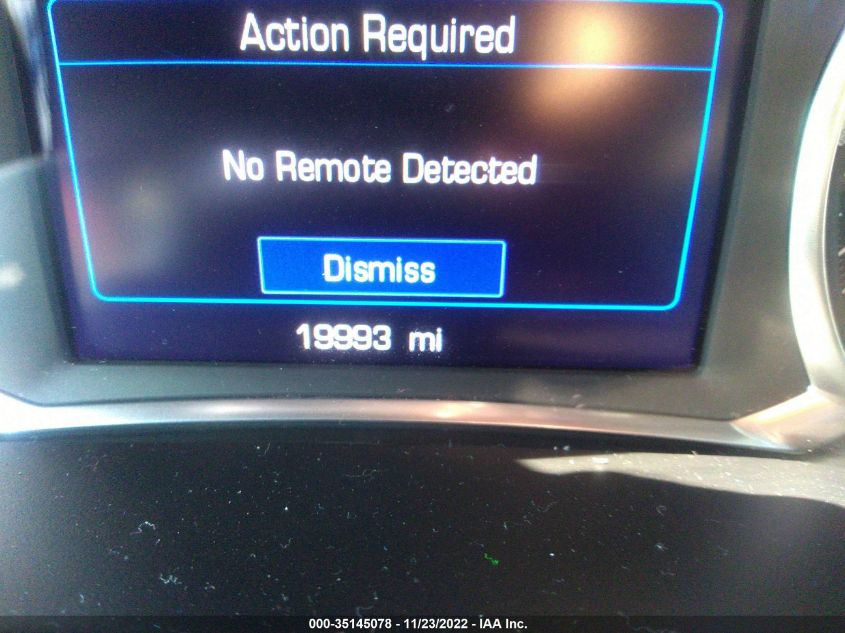 Action Required
No Remote Detected
Dismiss
19993 mi
000-35145078 - 11/23/2022 - IAA Inc.